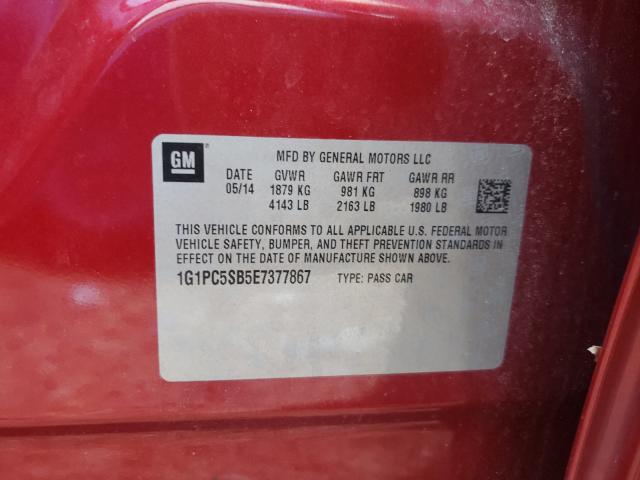 GM ®
MFD BY GENERAL MOTORS LLC
DATE GVWR GAWR FRT GAWR RR
05/14 1879 KG 981 KG 898 KG
4143 LB 2163 LB 1980 LB
THIS VEHICLE CONFORMS TO ALL APPLICABLE U.S. FEDERAL MOTOR
VEHICLE SAFETY, BUMPER, AND THEFT PREVENTION STANDARDS IN
EFFECT ON THE DATE OF MANUFACTURE SHOWN ABOVE.
1G1PC5SB5E7377867 TYPE: PASS CAR